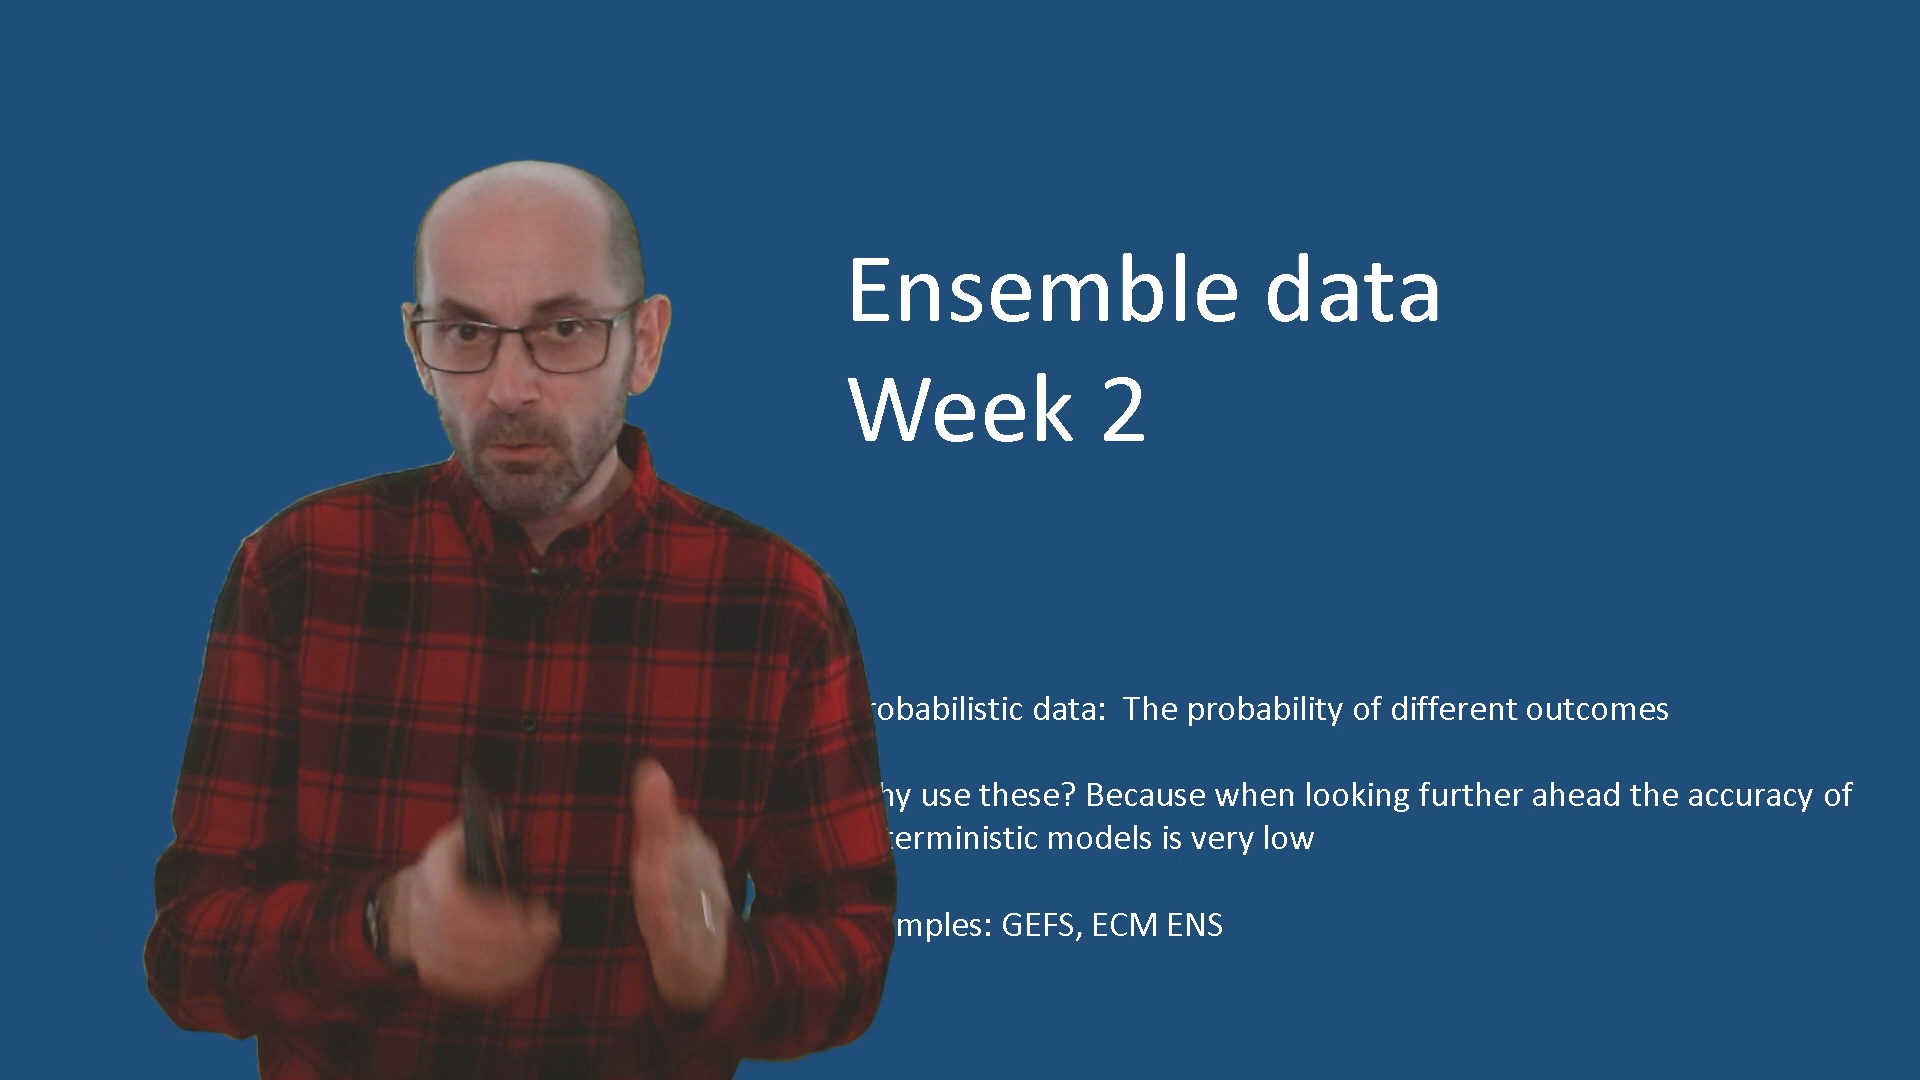 Ensemble data
Week 2
robabilistic data:  The probability of different outcomes
hy use these? Because when looking further ahead the accuracy of
terministic models is very low
mples: GEFS, ECM ENS